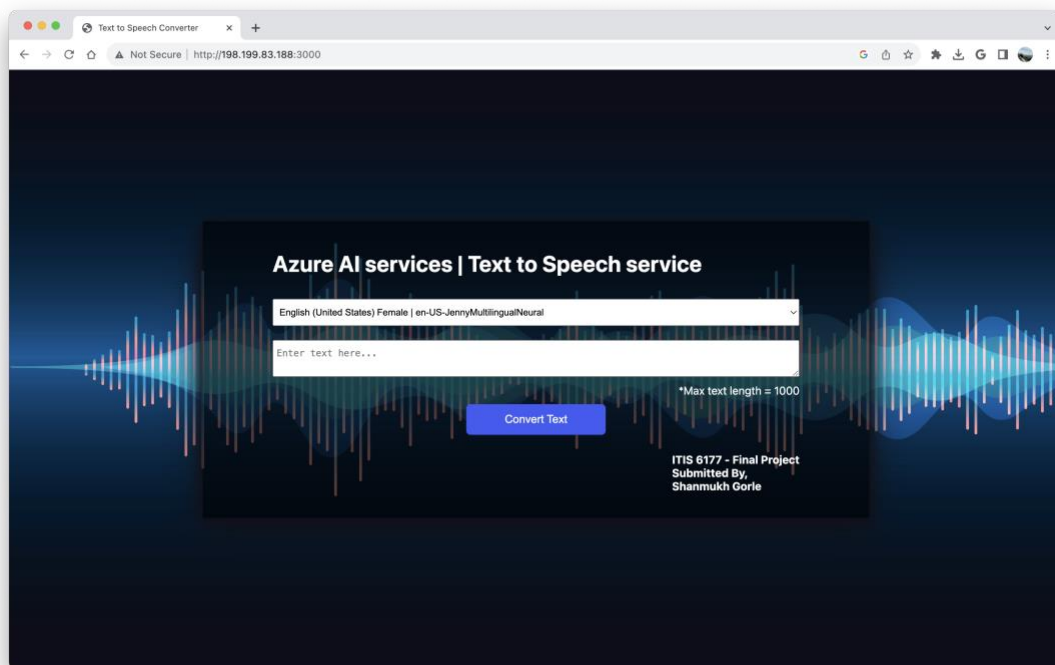 Text to Speech Converter
Not Secure | http://198.199.83.188:3000
Azure AI services | Text to Speech service
English (United States) Female | en-US-JennyMultilingualNeural
Enter text here...
*Max text length = 1000
Convert Text
ITIS 6177 - Final Project
Submitted By,
Shanmukh Gorle